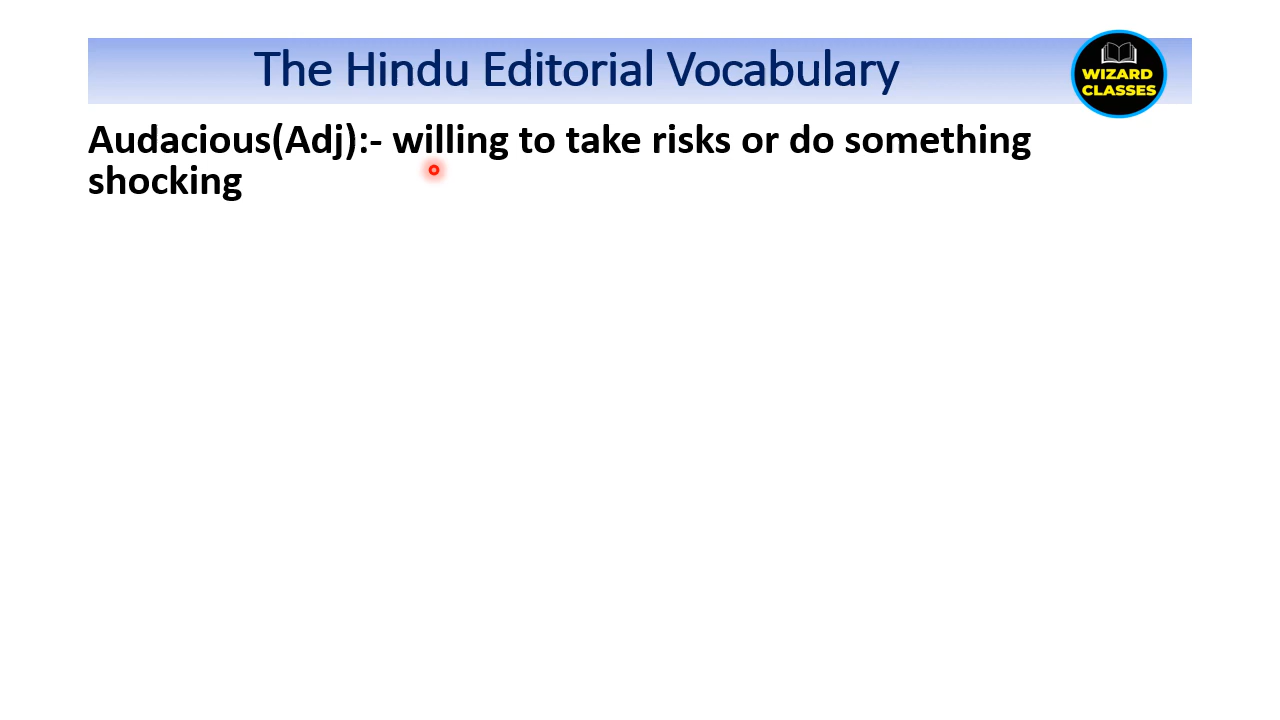 The Hindu Editorial Vocabulary
WIZARD
CLASSES
Audacious(Adj):- willing to take risks or do something
shocking